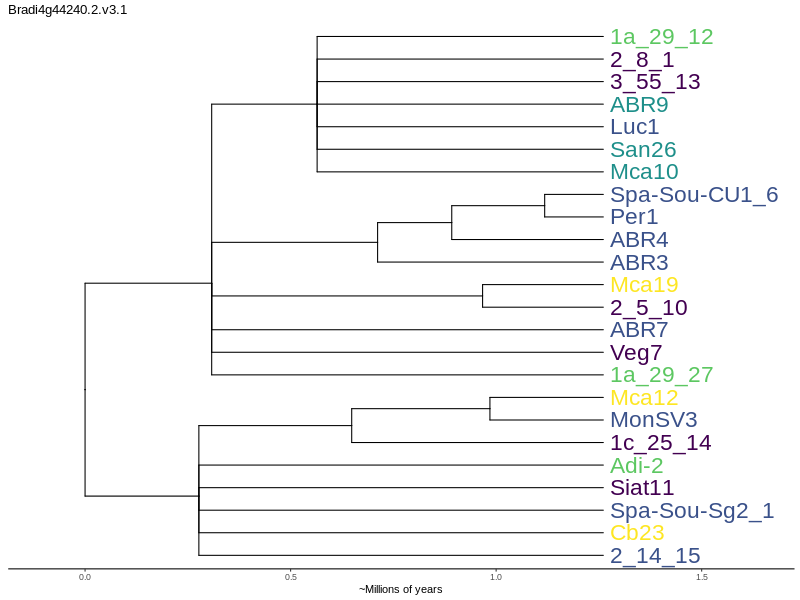 Bradi4g44240.2.v3.1
1a_29_12
2_8_1
3_55_13
ABR9
Luc1
San26
Mca10
Spa-Sou-CU1_6
Per1
ABR4
ABR3
Mca19
2_5_10
ABR7
Veg7
1a_29_27
Mca12
MonSV3
1c_25_14
Adi-2
Siat11
Spa-Sou-Sg2_1
Cb23
2_14_15
0.0 0.5 1.0 1.5
~Millions of years